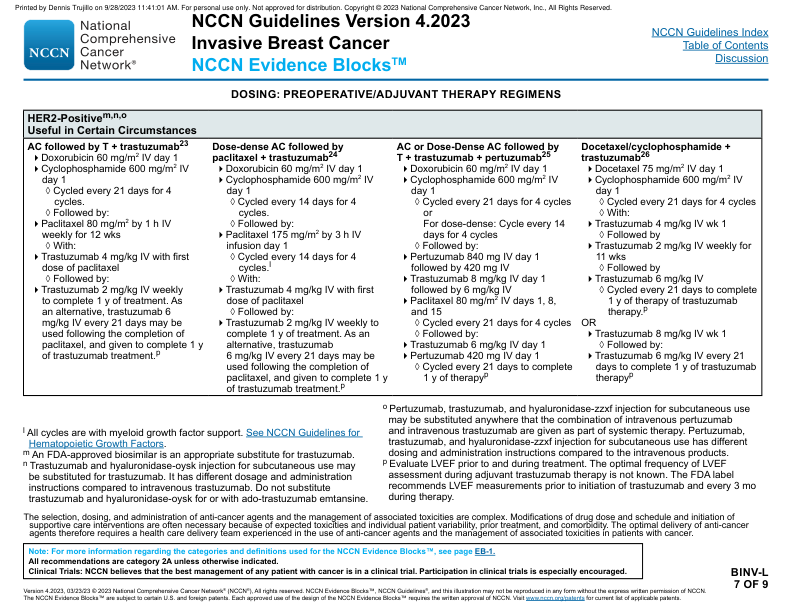 Printed by Dennis Trujillo on 9/28/2023 11:41:01 AM. For personal use only. Not approved for distribution. Copyright © 2023 National Comprehensive Cancer Network, Inc., All Rights Reserved.
NCCN
National
Comprehensive
Cancer
Network®
NCCN Guidelines Version 4.2023
Invasive Breast Cancer
NCCN Evidence Blocks™
NCCN Guidelines Index
Table of Contents
Discussion
DOSING: PREOPERATIVE/ADJUVANT THERAPY REGIMENS
HER2-Positive^m,n,o
Useful in Certain Circumstances
AC followed by T + trastuzumab^23
‣ Doxorubicin 60 mg/m² IV day 1
‣ Cyclophosphamide 600 mg/m² IV
day 1
◊ Cycled every 21 days for 4
cycles.
◊ Followed by:
‣ Paclitaxel 80 mg/m² by 1 h IV
weekly for 12 wks
◊ With:
‣ Trastuzumab 4 mg/kg IV with first
dose of paclitaxel
◊ Followed by:
‣ Trastuzumab 2 mg/kg IV weekly
to complete 1 y of treatment. As
an alternative, trastuzumab 6
mg/kg IV every 21 days may be
used following the completion of
paclitaxel, and given to complete 1 y
of trastuzumab treatment.^p
Dose-dense AC followed by
paclitaxel + trastuzumab^24
‣ Doxorubicin 60 mg/m² IV day 1
‣ Cyclophosphamide 600 mg/m² IV
day 1
◊ Cycled every 14 days for 4
cycles.
◊ Followed by:
‣ Paclitaxel 175 mg/m² by 3 h IV
infusion day 1
◊ Cycled every 14 days for 4
cycles.^l
◊ With:
‣ Trastuzumab 4 mg/kg IV with first
dose of paclitaxel
◊ Followed by:
‣ Trastuzumab 2 mg/kg IV weekly to
complete 1 y of treatment. As an
alternative, trastuzumab
6 mg/kg IV every 21 days may be
used following the completion of
paclitaxel, and given to complete 1 y
of trastuzumab treatment.^p
AC or Dose-Dense AC followed by
T + trastuzumab + pertuzumab^25
‣ Doxorubicin 60 mg/m² IV day 1
‣ Cyclophosphamide 600 mg/m² IV
day 1
◊ Cycled every 21 days for 4 cycles
or
For dose-dense: Cycle every 14
days for 4 cycles
◊ Followed by:
‣ Pertuzumab 840 mg IV day 1
followed by 420 mg IV
‣ Trastuzumab 8 mg/kg IV day 1
followed by 6 mg/kg IV
‣ Paclitaxel 80 mg/m² IV days 1, 8,
and 15
◊ Cycled every 21 days for 4 cycles
◊ Followed by:
‣ Trastuzumab 6 mg/kg IV day 1
‣ Pertuzumab 420 mg IV day 1
◊ Cycled every 21 days to complete
1 y of therapy^p
Docetaxel/cyclophosphamide +
trastuzumab^26
‣ Docetaxel 75 mg/m² IV day 1
‣ Cyclophosphamide 600 mg/m² IV
day 1
◊ Cycled every 21 days for 4 cycles
◊ With:
‣ Trastuzumab 4 mg/kg IV wk 1
◊ Followed by
‣ Trastuzumab 2 mg/kg IV weekly for
11 wks
◊ Followed by
‣ Trastuzumab 6 mg/kg IV
◊ Cycled every 21 days to complete
1 y of therapy of trastuzumab
therapy.^p
OR
‣ Trastuzumab 8 mg/kg IV wk 1
◊ Followed by:
‣ Trastuzumab 6 mg/kg IV every 21
days to complete 1 y of trastuzumab
therapy^p
^l All cycles are with myeloid growth factor support. See NCCN Guidelines for
Hematopoietic Growth Factors.
^m An FDA-approved biosimilar is an appropriate substitute for trastuzumab.
^n Trastuzumab and hyaluronidase-oysk injection for subcutaneous use may
be substituted for trastuzumab. It has different dosage and administration
instructions compared to intravenous trastuzumab. Do not substitute
trastuzumab and hyaluronidase-oysk for or with ado-trastuzumab emtansine.
^o Pertuzumab, trastuzumab, and hyaluronidase-zzxf injection for subcutaneous use
may be substituted anywhere that the combination of intravenous pertuzumab
and intravenous trastuzumab are given as part of systemic therapy. Pertuzumab,
trastuzumab, and hyaluronidase-zzxf injection for subcutaneous use has different
dosing and administration instructions compared to the intravenous products.
^p Evaluate LVEF prior to and during treatment. The optimal frequency of LVEF
assessment during adjuvant trastuzumab therapy is not known. The FDA label
recommends LVEF measurements prior to initiation of trastuzumab and every 3 mo
during therapy.
The selection, dosing, and administration of anti-cancer agents and the management of associated toxicities are complex. Modifications of drug dose and schedule and initiation of
supportive care interventions are often necessary because of expected toxicities and individual patient variability, prior treatment, and comorbidity. The optimal delivery of anti-cancer
agents therefore requires a health care delivery team experienced in the use of anti-cancer agents and the management of associated toxicities in patients with cancer.
Note: For more information regarding the categories and definitions used for the NCCN Evidence Blocks™, see page EB-1.
All recommendations are category 2A unless otherwise indicated.
Clinical Trials: NCCN believes that the best management of any patient with cancer is in a clinical trial. Participation in clinical trials is especially encouraged.
BINV-L
7 OF 9
Version 4.2023, 03/23/23 © 2023 National Comprehensive Cancer Network® (NCCN®), All rights reserved. NCCN Evidence Blocks™, NCCN Guidelines®, and this illustration may not be reproduced in any form without the express written permission of NCCN.
The NCCN Evidence Blocks™ are subject to certain U.S. and foreign patents. Each approved use of the design of the NCCN Evidence Blocks™ requires the written approval of NCCN. Visit www.nccn.org/patents for current list of applicable patents.